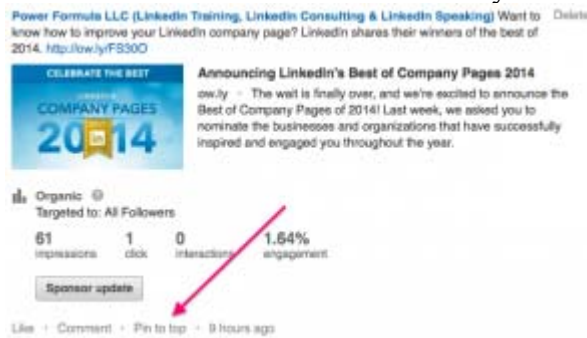 Power Formula LLC (LinkedIn Training, LinkedIn Consulting & LinkedIn Speaking) Want to Delete
know how to improve your LinkedIn company page? LinkedIn shares their winners of the best of
2014. http://ow.ly/FS30O
CELEBRATE THE BEST
COMPANY PAGES
20 in 14
Announcing LinkedIn's Best of Company Pages 2014
ow.ly · The wait is finally over, and we're excited to announce the
Best of Company Pages of 2014! Last week, we asked you to
nominate the businesses and organizations that have successfully
inspired and engaged you throughout the year.
Organic
Targeted to: All Followers
61 1 0 1.64%
impressions click interactions engagement
Sponsor update
Like · Comment · Pin to top · 9 hours ago